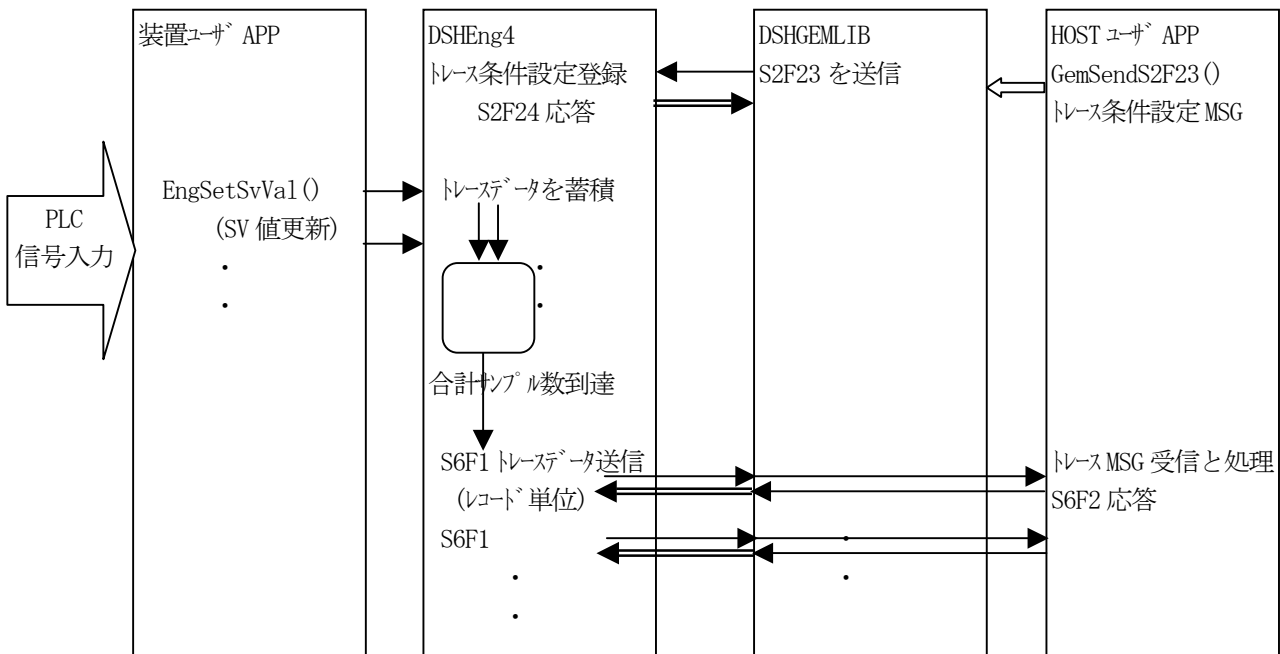 装置ﾕｰｻﾞ APP
DSHEng4
DSHGEMLIB
HOST ﾕｰｻﾞ APP
ﾄﾚｰｽ条件設定登録
S2F23 を送信
GemSendS2F23()
S2F24 応答
ﾄﾚｰｽ条件設定 MSG
EngSetSvVal()
ﾄﾚｰｽﾃﾞｰﾀを蓄積
(SV 値更新)
PLC
信号入力
合計ｻﾝﾌﾟﾙ数到達
S6F1 ﾄﾚｰｽﾃﾞｰﾀ送信
ﾄﾚｰｽ MSG 受信と処理
(ﾚｺｰﾄﾞ単位)
S6F2 応答
S6F1